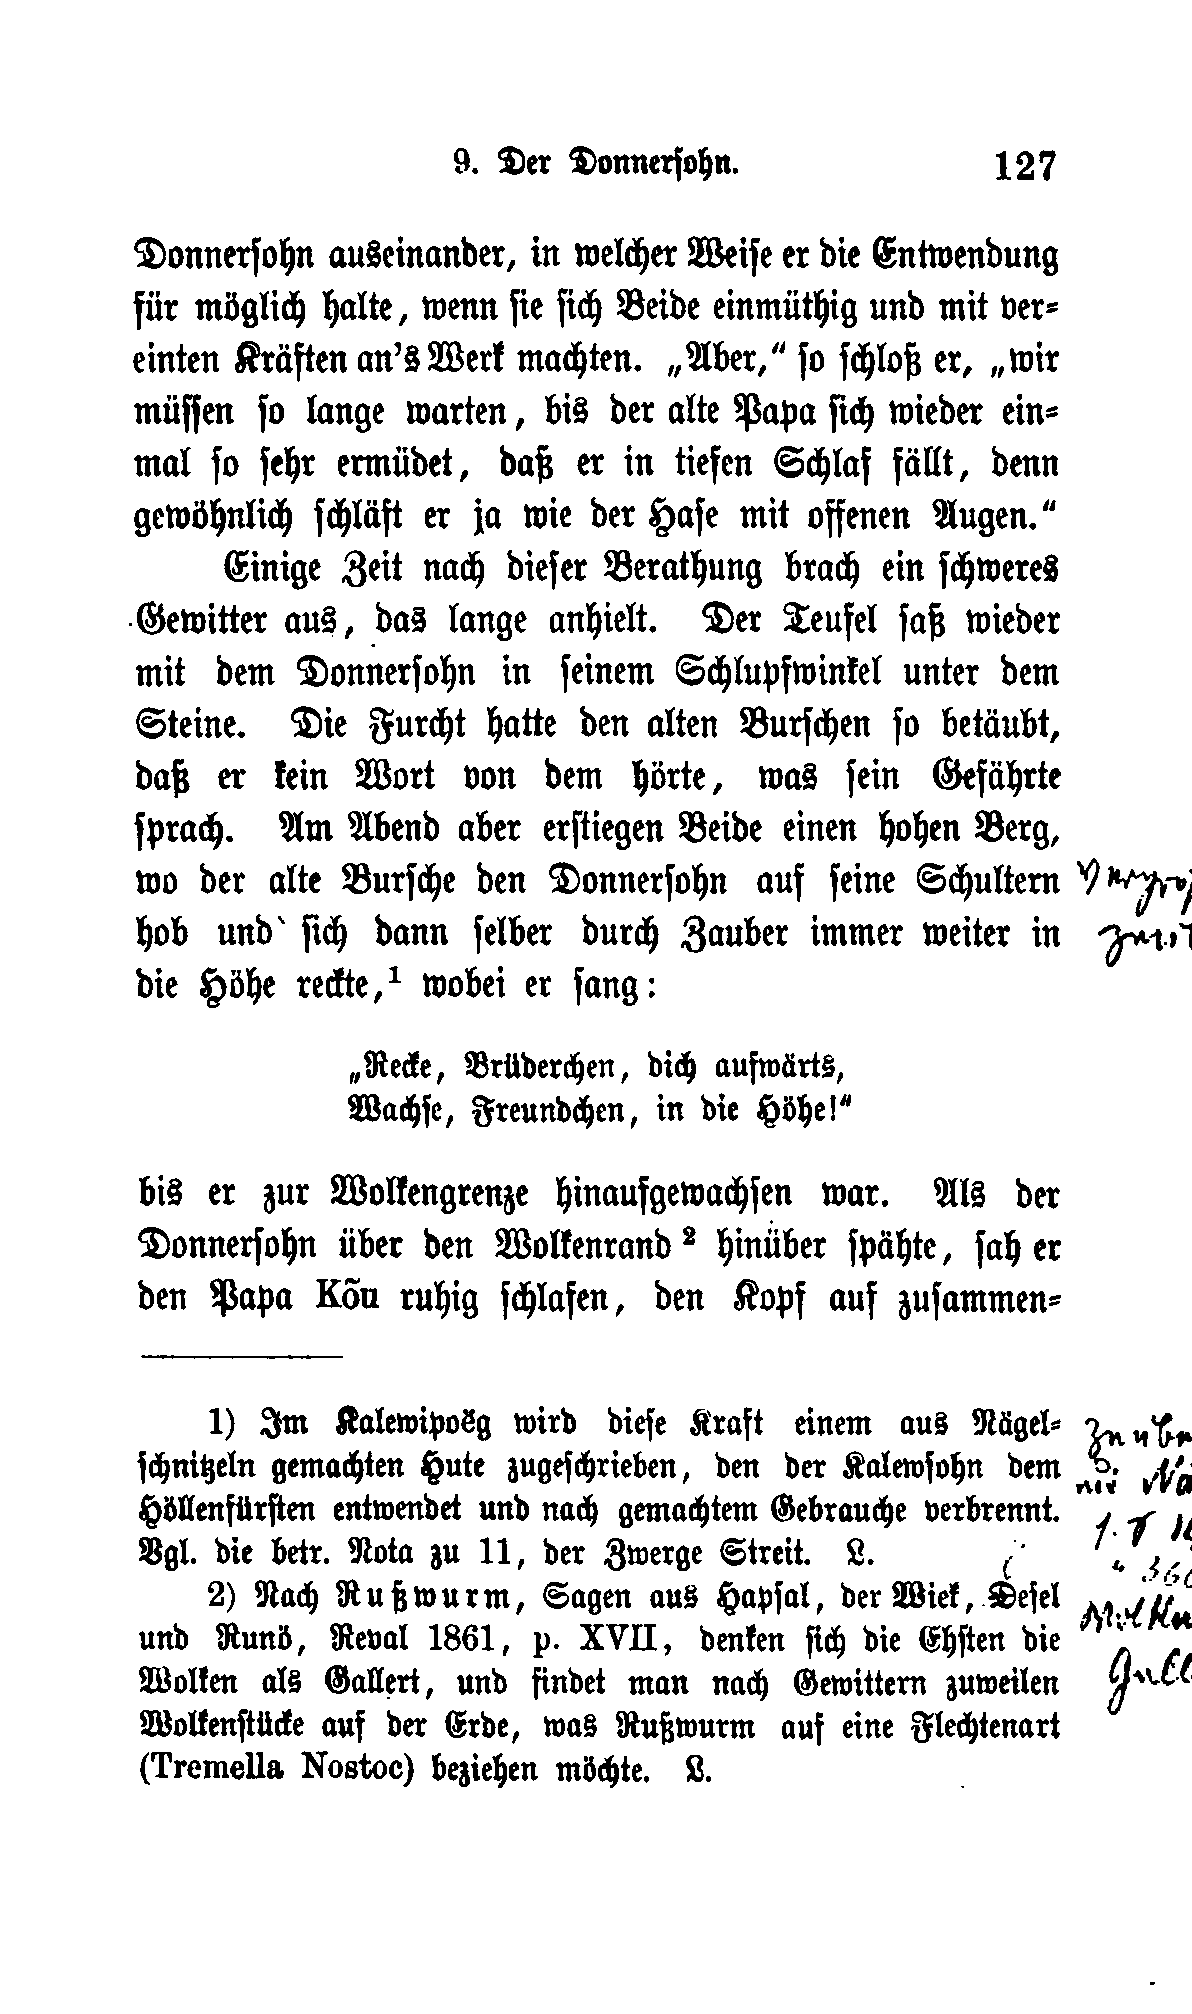 9. Der Donnersohn. 127
Donnersohn auseinander, in welcher Weise er die Entwendung
für möglich halte, wenn sie sich Beide einmüthig und mit ver-
einten Kräften an's Werk machten. „Aber,“ so schloß er, „wir
müssen so lange warten, bis der alte Papa sich wieder ein-
mal so sehr ermüdet, daß er in tiefen Schlaf fällt, denn
gewöhnlich schläft er ja wie der Hase mit offenen Augen.“
Einige Zeit nach dieser Berathung brach ein schweres
Gewitter aus, das lange anhielt. Der Teufel saß wieder
mit dem Donnersohn in seinem Schlupfwinkel unter dem
Steine. Die Furcht hatte den alten Burschen so betäubt,
daß er kein Wort von dem hörte, was sein Gefährte
sprach. Am Abend aber erstiegen Beide einen hohen Berg,
wo der alte Bursche den Donnersohn auf seine Schultern
hob und sich dann selber durch Zauber immer weiter in
die Höhe reckte,¹ wobei er sang:
„Recke, Brüderchen, dich aufwärts,
Wachse, Freundchen, in die Höhe!“
bis er zur Wolkengrenze hinaufgewachsen war. Als der
Donnersohn über den Wolkenrand ² hinüber spähte, sah er
den Papa Kõu ruhig schlafen, den Kopf auf zusammen-
1) Im Kalewipoëg wird diese Kraft einem aus Nägel-
schnitzeln gemachten Hute zugeschrieben, den der Kalewsohn dem
Höllenfürsten entwendet und nach gemachtem Gebrauche verbrennt.
Vgl. die betr. Nota zu 11, der Zwerge Streit. L.
2) Nach Rußwurm, Sagen aus Hapsal, der Wiek, Oesel
und Runö, Reval 1861, p. XVII, denken sich die Ehsten die
Wolken als Gallert, und findet man nach Gewittern zuweilen
Wolkenstücke auf der Erde, was Rußwurm auf eine Flechtenart
(Tremella Nostoc) beziehen möchte. L.